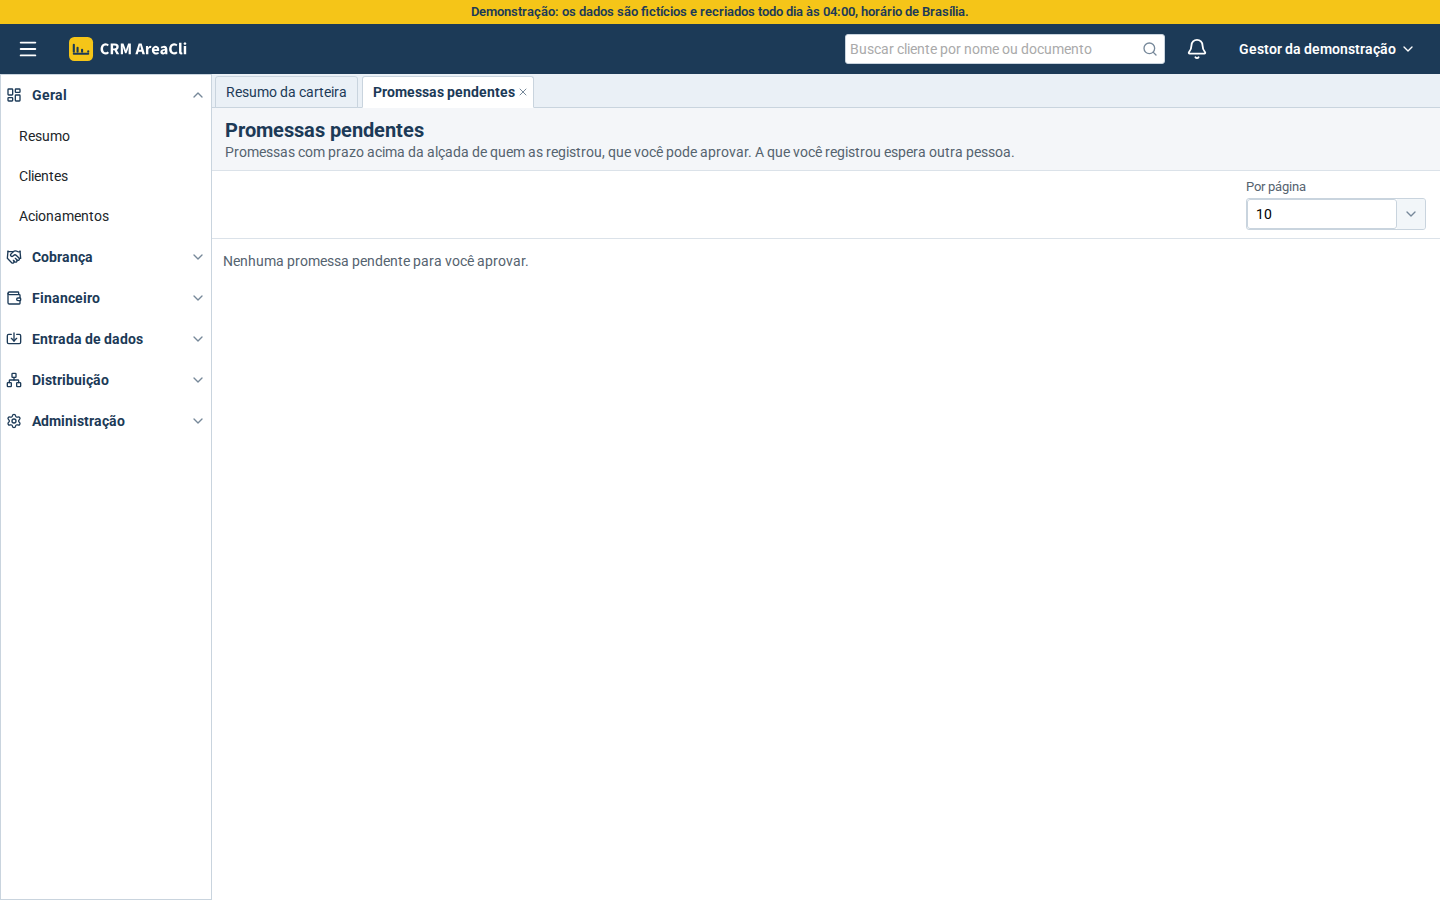 Demonstração: os dados são fictícios e recriados todo dia às 04:00, horário de Brasília.
CRM AreaCli
Buscar cliente por nome ou documento
Gestor da demonstração
Geral
Resumo
Clientes
Acionamentos
Cobrança
Financeiro
Entrada de dados
Distribuição
Administração
Resumo da carteira
Promessas pendentes
Promessas pendentes
Promessas com prazo acima da alçada de quem as registrou, que você pode aprovar. A que você registrou espera outra pessoa.
Por página
10
Nenhuma promessa pendente para você aprovar.